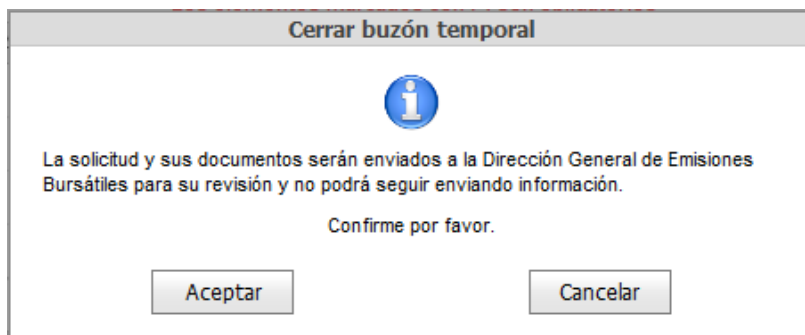 Cerrar buzón temporal
La solicitud y sus documentos serán enviados a la Dirección General de Emisiones
Bursátiles para su revisión y no podrá seguir enviando información.
Confirme por favor.
Aceptar Cancelar